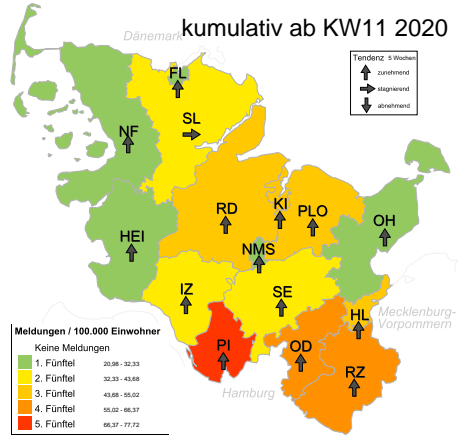 kumulativ ab KW11 2020
Dänemark
Tendenz 5 Wochen
zunehmend
stagnierend
abnehmend
FL
SL
NF
RD
KI
PLO
OH
HEI
NMS
IZ
SE
HL
Mecklenburg-
Vorpommern
PI
OD
RZ
Hamburg
Meldungen / 100.000 Einwohner
Keine Meldungen
1. Fünftel 20,98 - 32,33
2. Fünftel 32,33 - 43,68
3. Fünftel 43,68 - 55,02
4. Fünftel 55,02 - 66,37
5. Fünftel 66,37 - 77,72